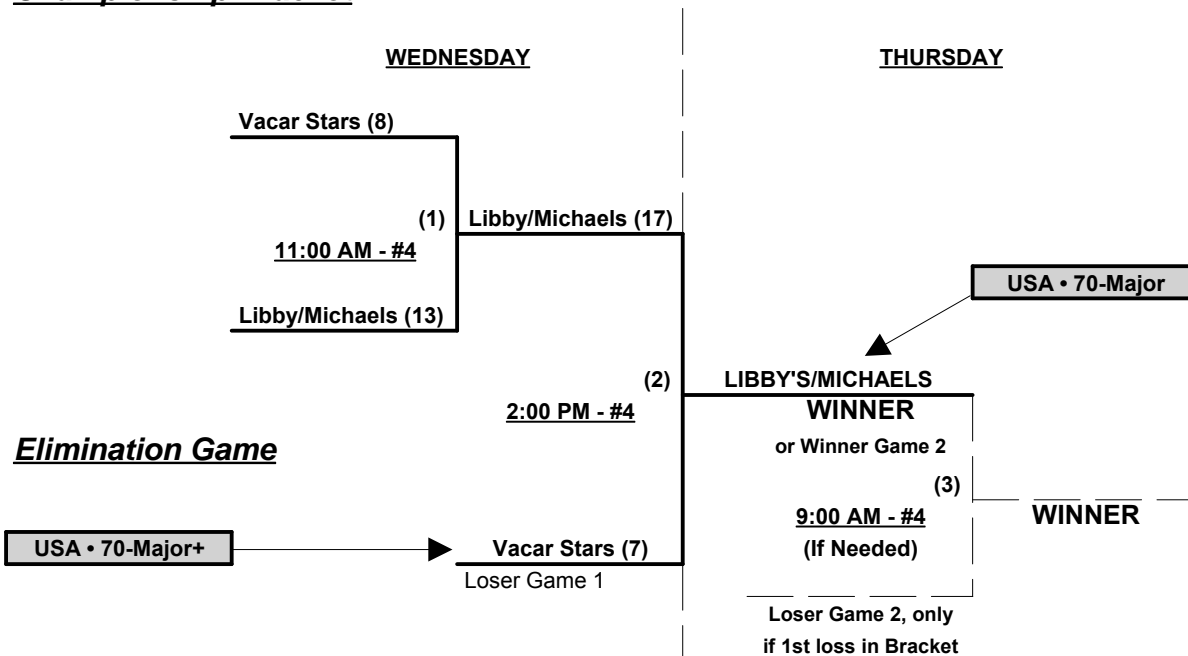 WEDNESDAY
THURSDAY
Vacar Stars (8)
(1)
Libby/Michaels (17)
11:00 AM - #4
USA • 70-Major
Libby/Michaels (13)
(2)
LIBBY'S/MICHAELS
2:00 PM - #4
WINNER
or Winner Game 2
Elimination Game
(3)
9:00 AM - #4
WINNER
(If Needed)
USA • 70-Major+
Vacar Stars (7)
Loser Game 1
Loser Game 2, only
if 1st loss in Bracket